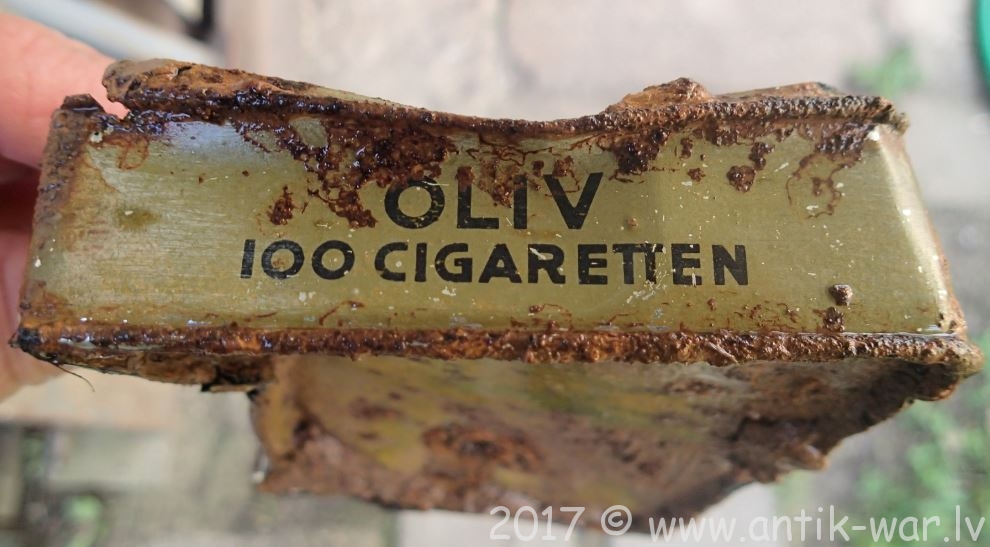 OLIV
100 CIGARETTEN
2017 © www.antik-war.lv